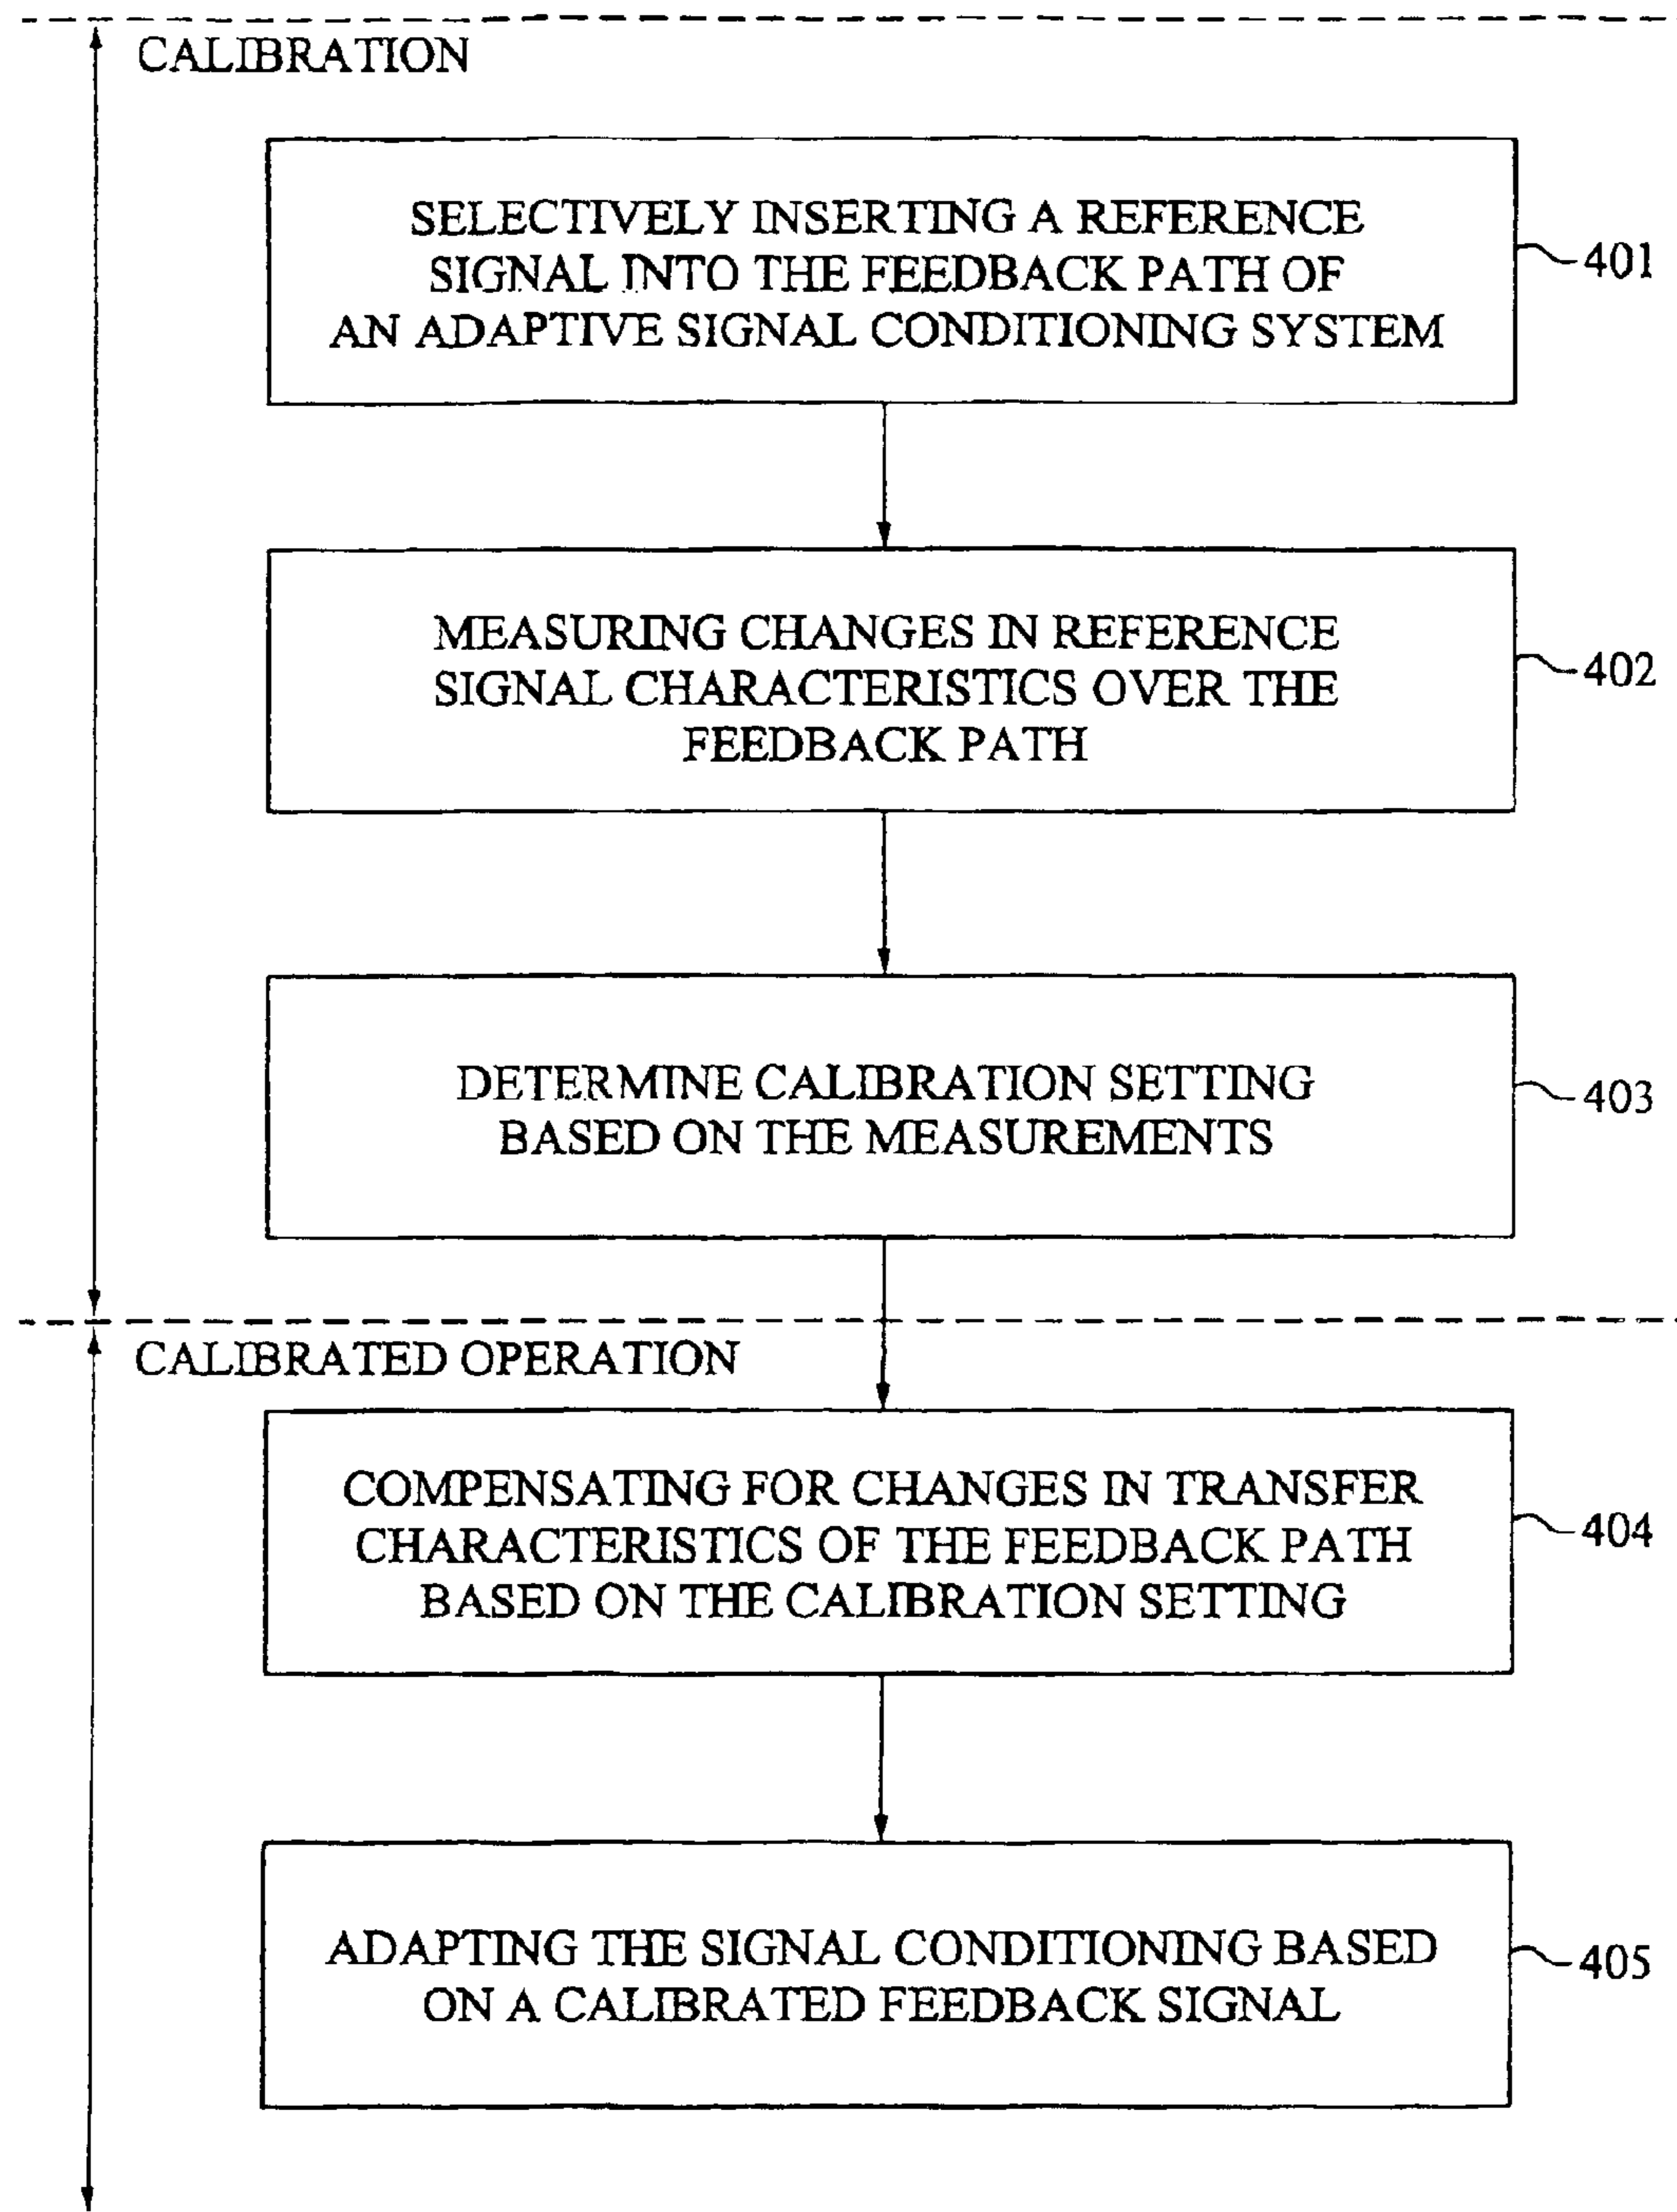 CALIBRATION
SELECTIVELY INSERTING A REFERENCE
SIGNAL INTO THE FEEDBACK PATH OF
AN ADAPTIVE SIGNAL CONDITIONING SYSTEM
401
MEASURING CHANGES IN REFERENCE
SIGNAL CHARACTERISTICS OVER THE
FEEDBACK PATH
402
DETERMINE CALIBRATION SETTING
BASED ON THE MEASUREMENTS
403
CALIBRATED OPERATION
COMPENSATING FOR CHANGES IN TRANSFER
CHARACTERISTICS OF THE FEEDBACK PATH
BASED ON THE CALIBRATION SETTING
404
ADAPTING THE SIGNAL CONDITIONING BASED
ON A CALIBRATED FEEDBACK SIGNAL
405